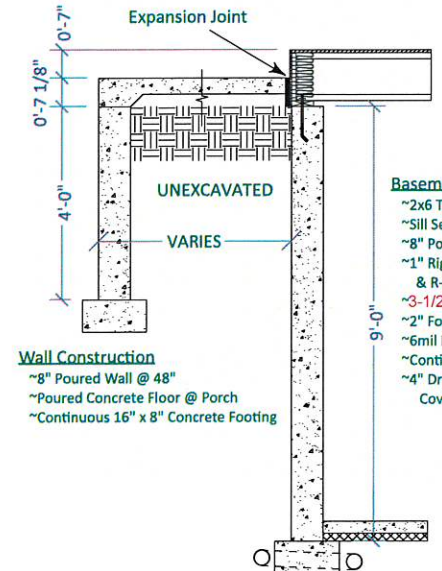 Expansion Joint
0'-7"
0'-7 1/8"
4'-0"
UNEXCAVATED
VARIES
9'-0"
Wall Construction
~8" Poured Wall @ 48"
~Poured Concrete Floor @ Porch
~Continuous 16" x 8" Concrete Footing
~2x6 T
~Sill Se
~8" Po
~1" Rig
& R-
~3-1/2
~2" Fo
~6mil
~Conti
~4" Dr
Cov